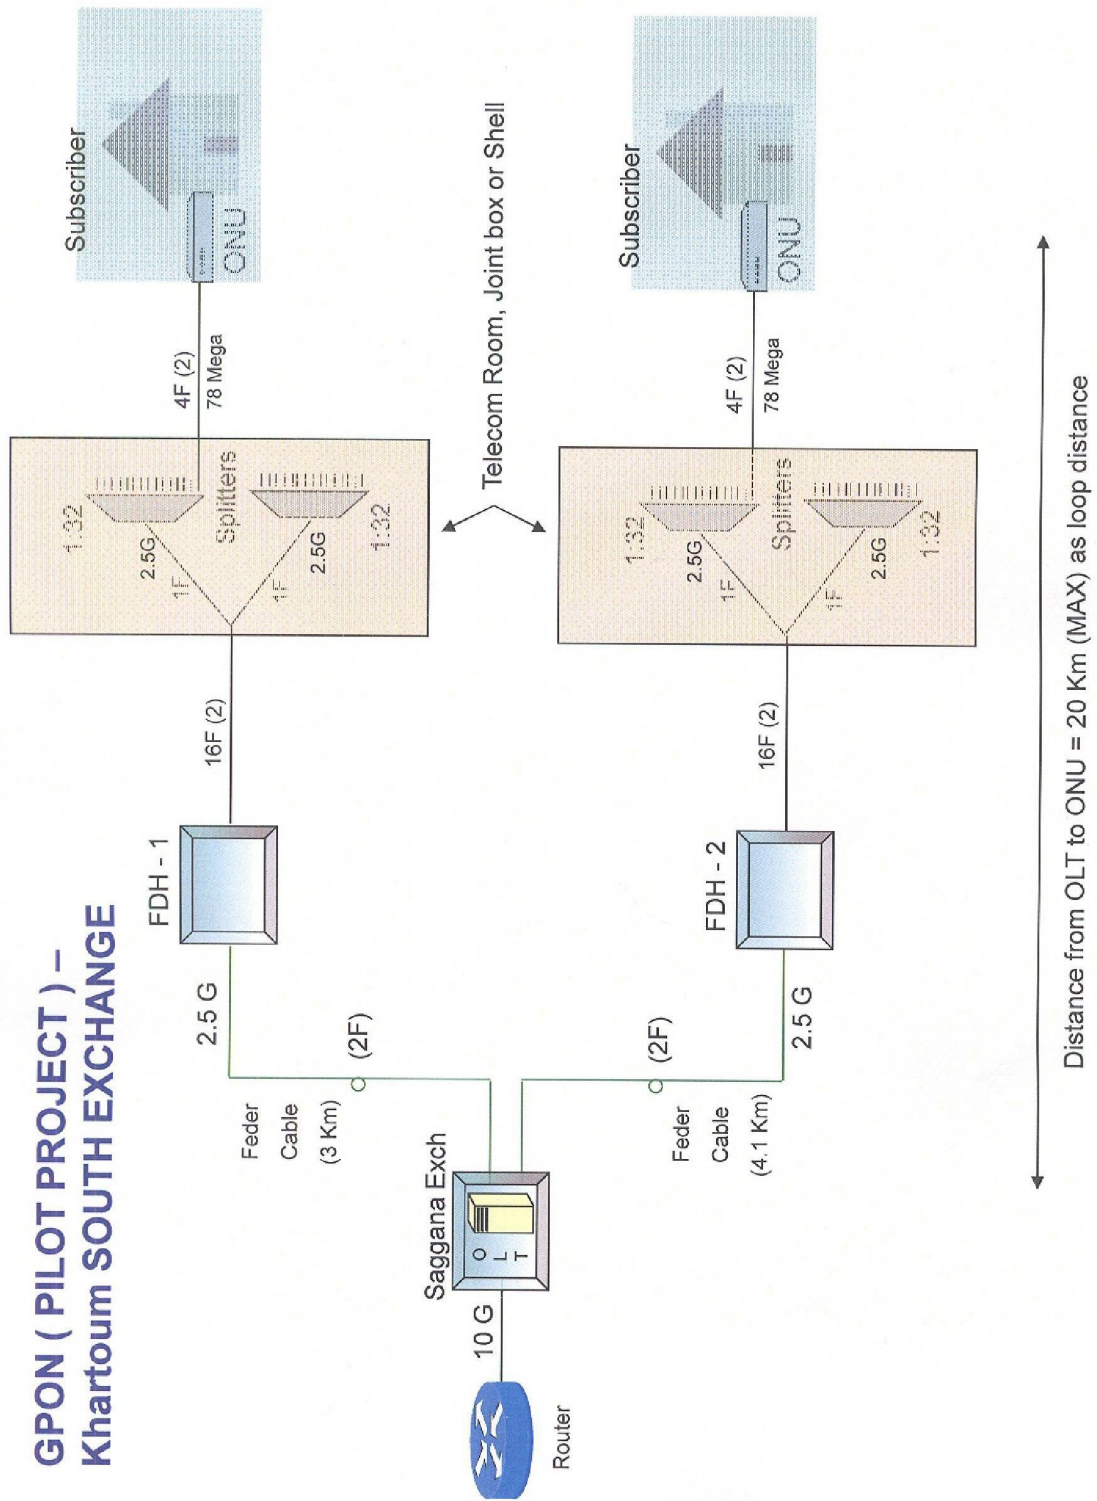 GPON ( PILOT PROJECT ) –
Khartoum SOUTH EXCHANGE
Router
10 G
Saggana Exch
O
L
T
Feder
Cable
(3 Km)
(2F)
2.5 G
FDH - 1
16F (2)
1F
2.5G
1:32
1F
2.5G
1:32
Splitters
4F (2)
78 Mega
Subscriber
ONU
Telecom Room, Joint box or Shell
Feder
Cable
(4.1 Km)
(2F)
2.5 G
FDH - 2
16F (2)
1F
2.5G
1:32
1F
2.5G
1:32
Splitters
4F (2)
78 Mega
Subscriber
ONU
Distance from OLT to ONU = 20 Km (MAX) as loop distance